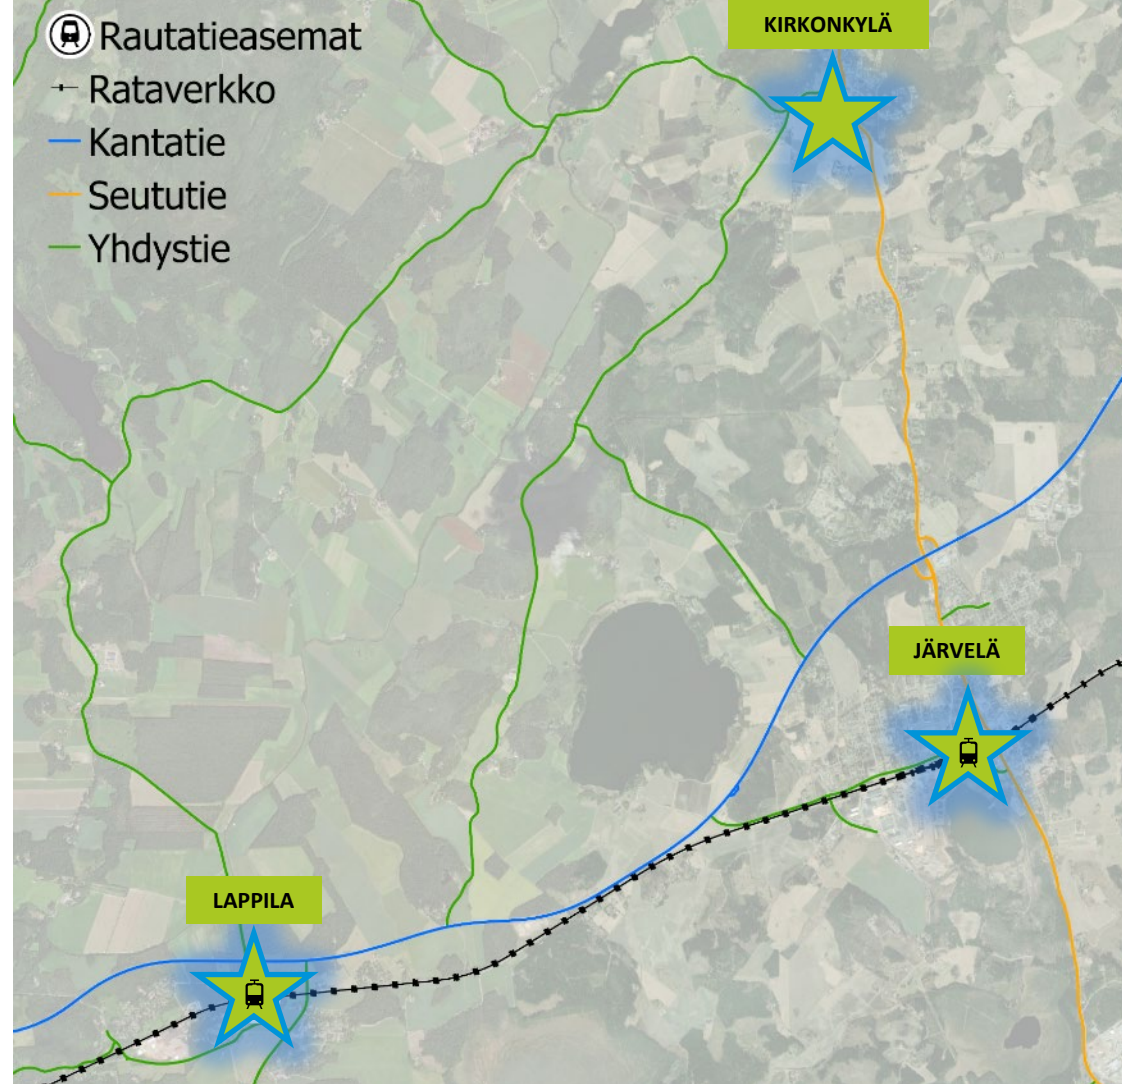 Rautatieasemat
Rataverkko
Kantatie
Seututie
Yhdystie
KIRKONKYLÄ
JÄRVELÄ
LAPPILA